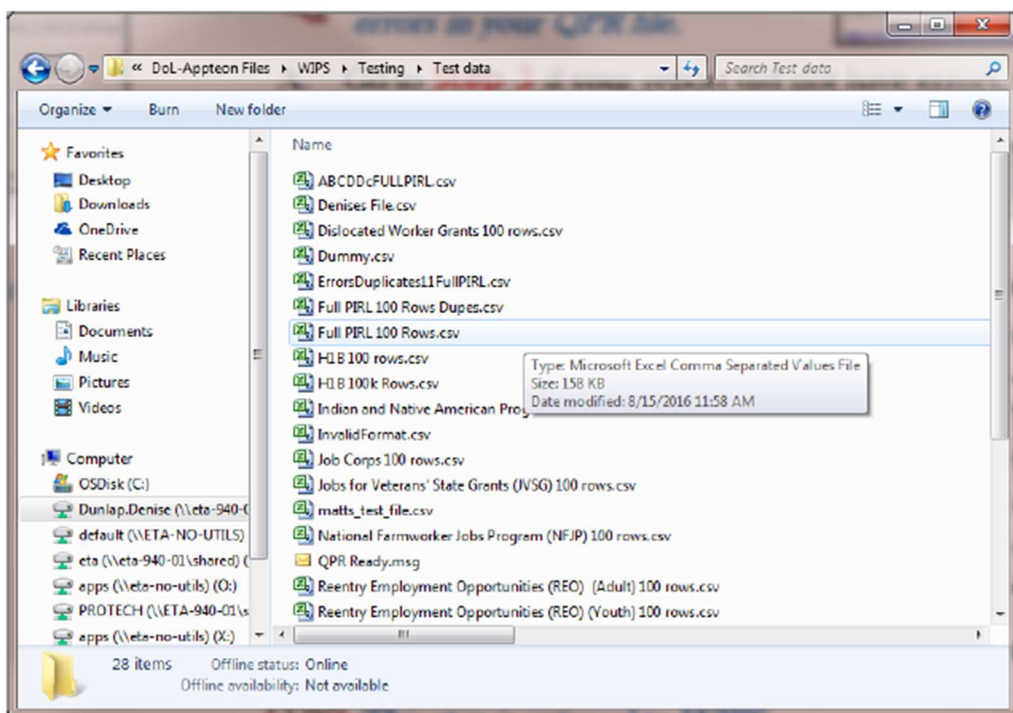 errors in your QPR file.
« DoL-Appteon Files ▸ WIPS ▸ Testing ▸ Test data
Search Test data
Organize
Burn
New folder
Favorites
Desktop
Downloads
OneDrive
Recent Places
Libraries
Documents
Music
Pictures
Videos
Computer
OSDisk (C:)
Dunlap.Denise (\\eta-940-0
default (\\ETA-NO-UTILS)
eta (\\eta-940-01\shared) (
apps (\\eta-no-utils) (O:)
PROTECH (\\ETA-940-01\s
apps (\\eta-no-utils) (X:)
Name
ABCDDcFULLPIRL.csv
Denises File.csv
Dislocated Worker Grants 100 rows.csv
Dummy.csv
ErrorsDuplicates11FullPIRL.csv
Full PIRL 100 Rows Dupes.csv
Full PIRL 100 Rows.csv
H1B 100 rows.csv
H1B 100k Rows.csv
Indian and Native American Prog
InvalidFormat.csv
Job Corps 100 rows.csv
Jobs for Veterans' State Grants (JVSG) 100 rows.csv
matts_test_file.csv
National Farmworker Jobs Program (NFJP) 100 rows.csv
QPR Ready.msg
Reentry Employment Opportunities (REO) (Adult) 100 rows.csv
Reentry Employment Opportunities (REO) (Youth) 100 rows.csv
Type: Microsoft Excel Comma Separated Values File
Size: 158 KB
Date modified: 8/15/2016 11:58 AM
28 items
Offline status: Online
Offline availability: Not available